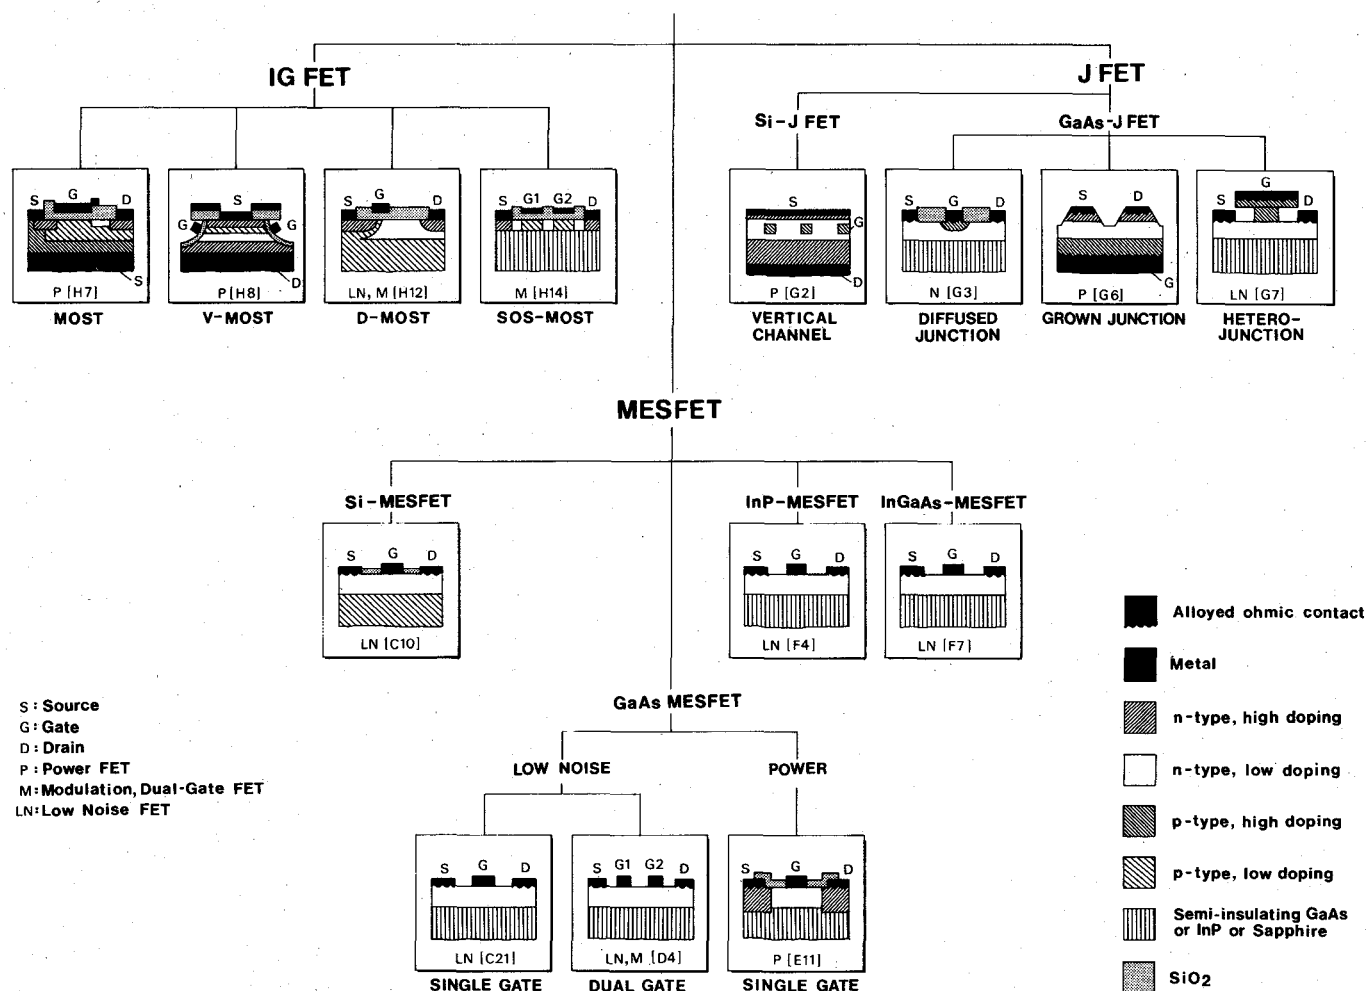 IG FET
J FET
Si-J FET
GaAs-J FET
S G D
S
P [H7]
MOST
S
G G
D
P [H8]
V-MOST
S G D
LN, M [H12]
D-MOST
S G1 G2 D
M [H14]
SOS-MOST
S
G
D
P [G2]
VERTICAL
CHANNEL
S G D
N [G3]
DIFFUSED
JUNCTION
S D
G
P [G6]
GROWN JUNCTION
G
S D
LN [G7]
HETERO-
JUNCTION
MESFET
Si-MESFET
InP-MESFET
InGaAs-MESFET
S G D
LN [C10]
S G D
LN [F4]
S G D
LN [F7]
GaAs MESFET
LOW NOISE
POWER
S G D
LN [C21]
SINGLE GATE
S G1 G2 D
LN, M [D4]
DUAL GATE
S G D
P [E11]
SINGLE GATE
S: Source
G: Gate
D: Drain
P: Power FET
M: Modulation, Dual-Gate FET
LN: Low Noise FET
Alloyed ohmic contact
Metal
n-type, high doping
n-type, low doping
p-type, high doping
p-type, low doping
Semi-insulating GaAs
or InP or Sapphire
SiO2